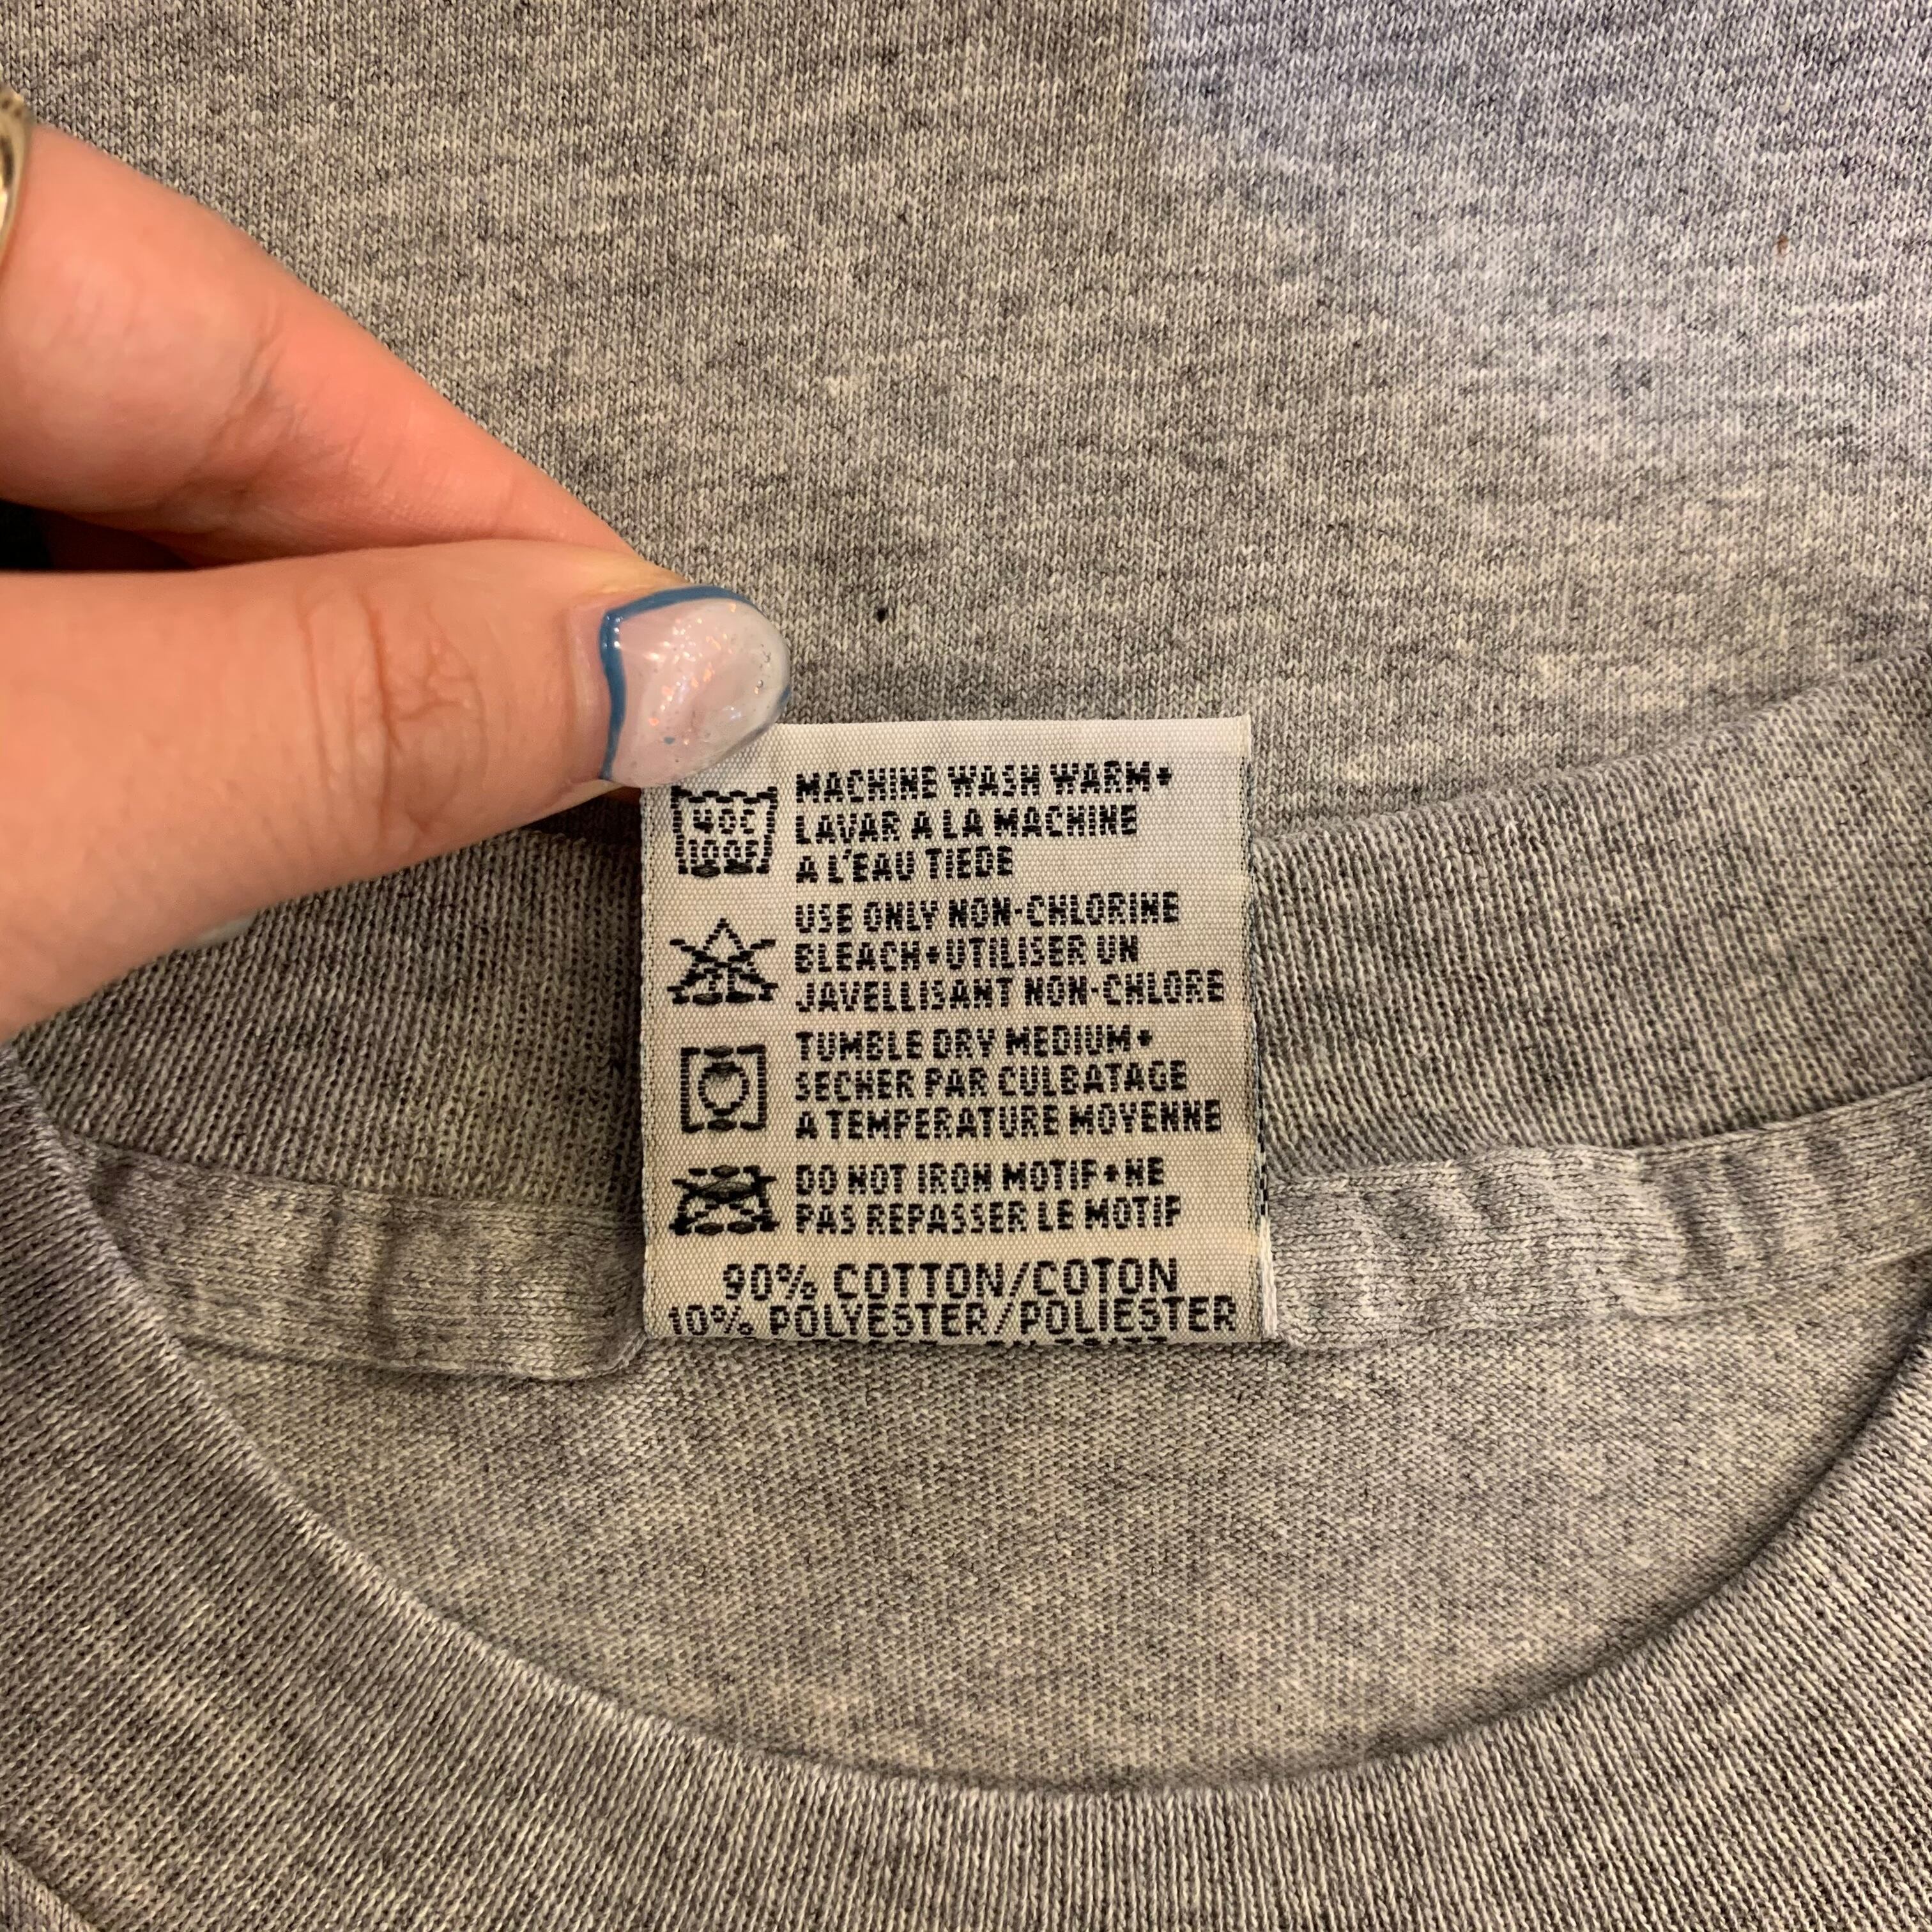 40C
100F
MACHINE WASH WARM•
LAVAR A LA MACHINE
A L'EAU TIEDE
USE ONLY NON-CHLORINE
BLEACH•UTILISER UN
JAVELLISANT NON-CHLORE
TUMBLE DRY MEDIUM•
SECHER PAR CULBATAGE
A TEMPERATURE MOYENNE
DO NOT IRON MOTIF•NE
PAS REPASSER LE MOTIF
90% COTTON/COTON
10% POLYESTER/POLIESTER